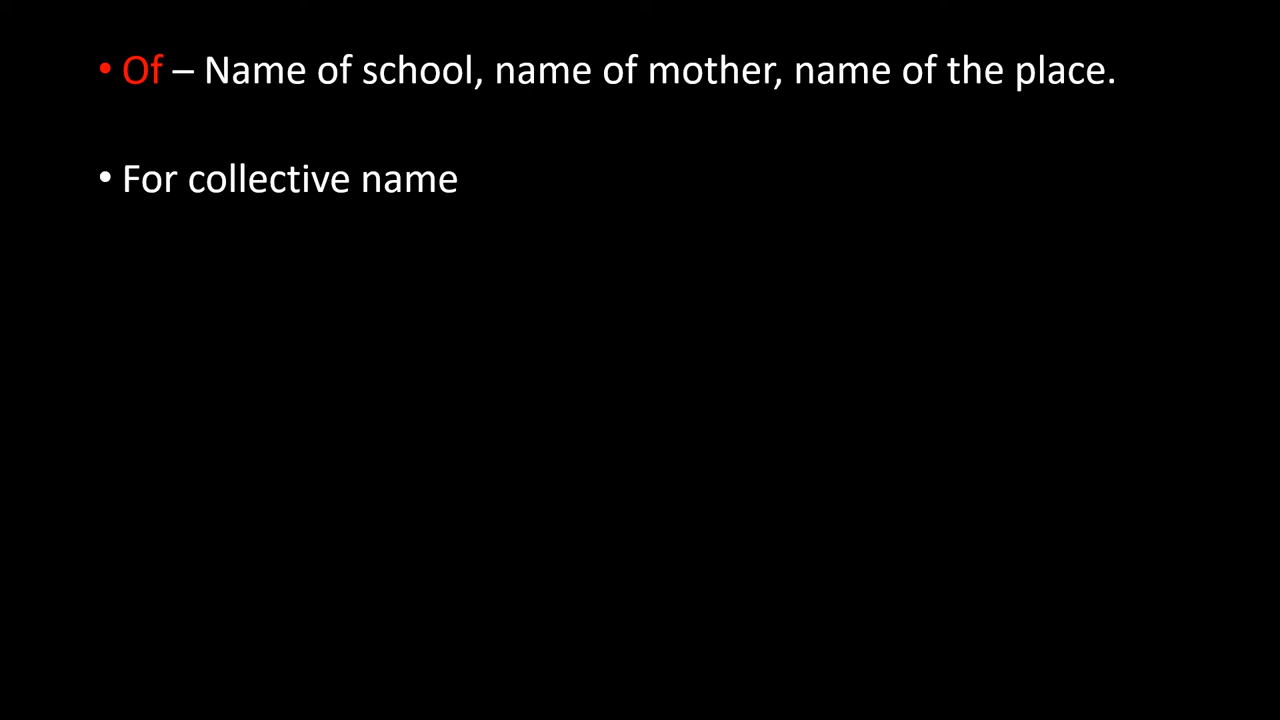 • Of – Name of school, name of mother, name of the place.
• For collective name